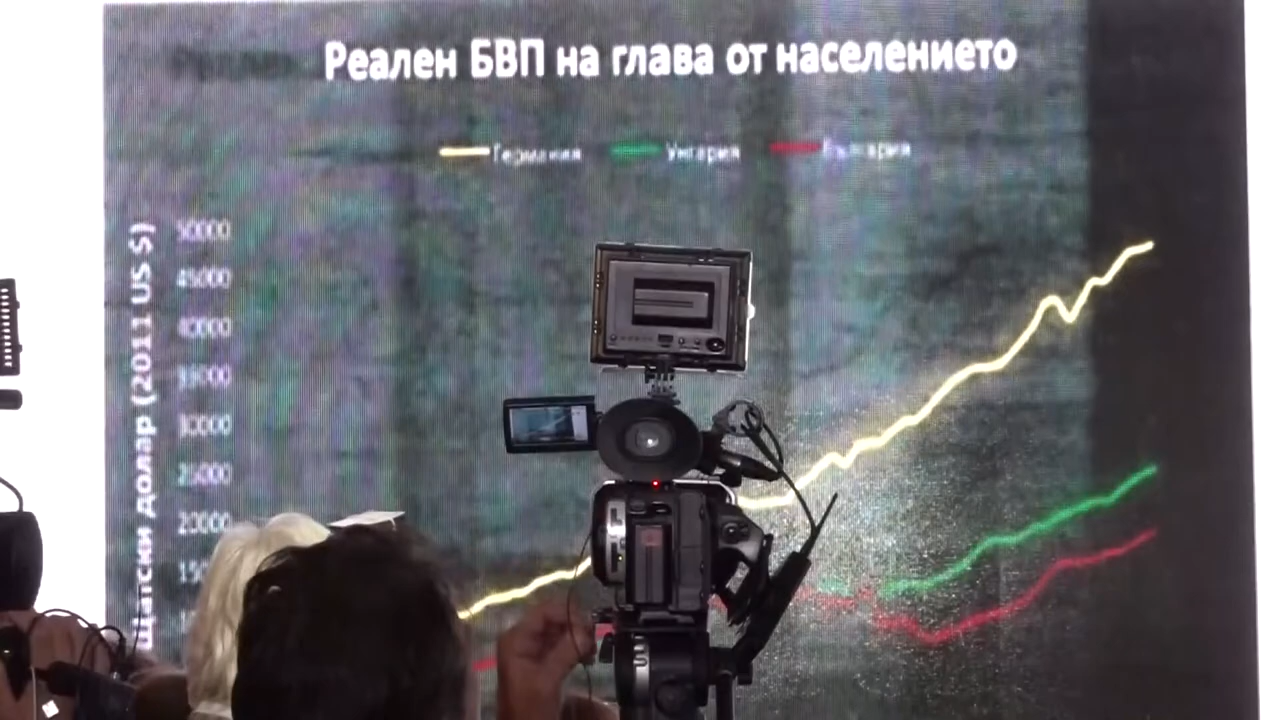 Реален БВП на глава от населението
Германия Унгария България
Щатски долар (2011 US $)
50000
45000
40000
35000
30000
25000
20000